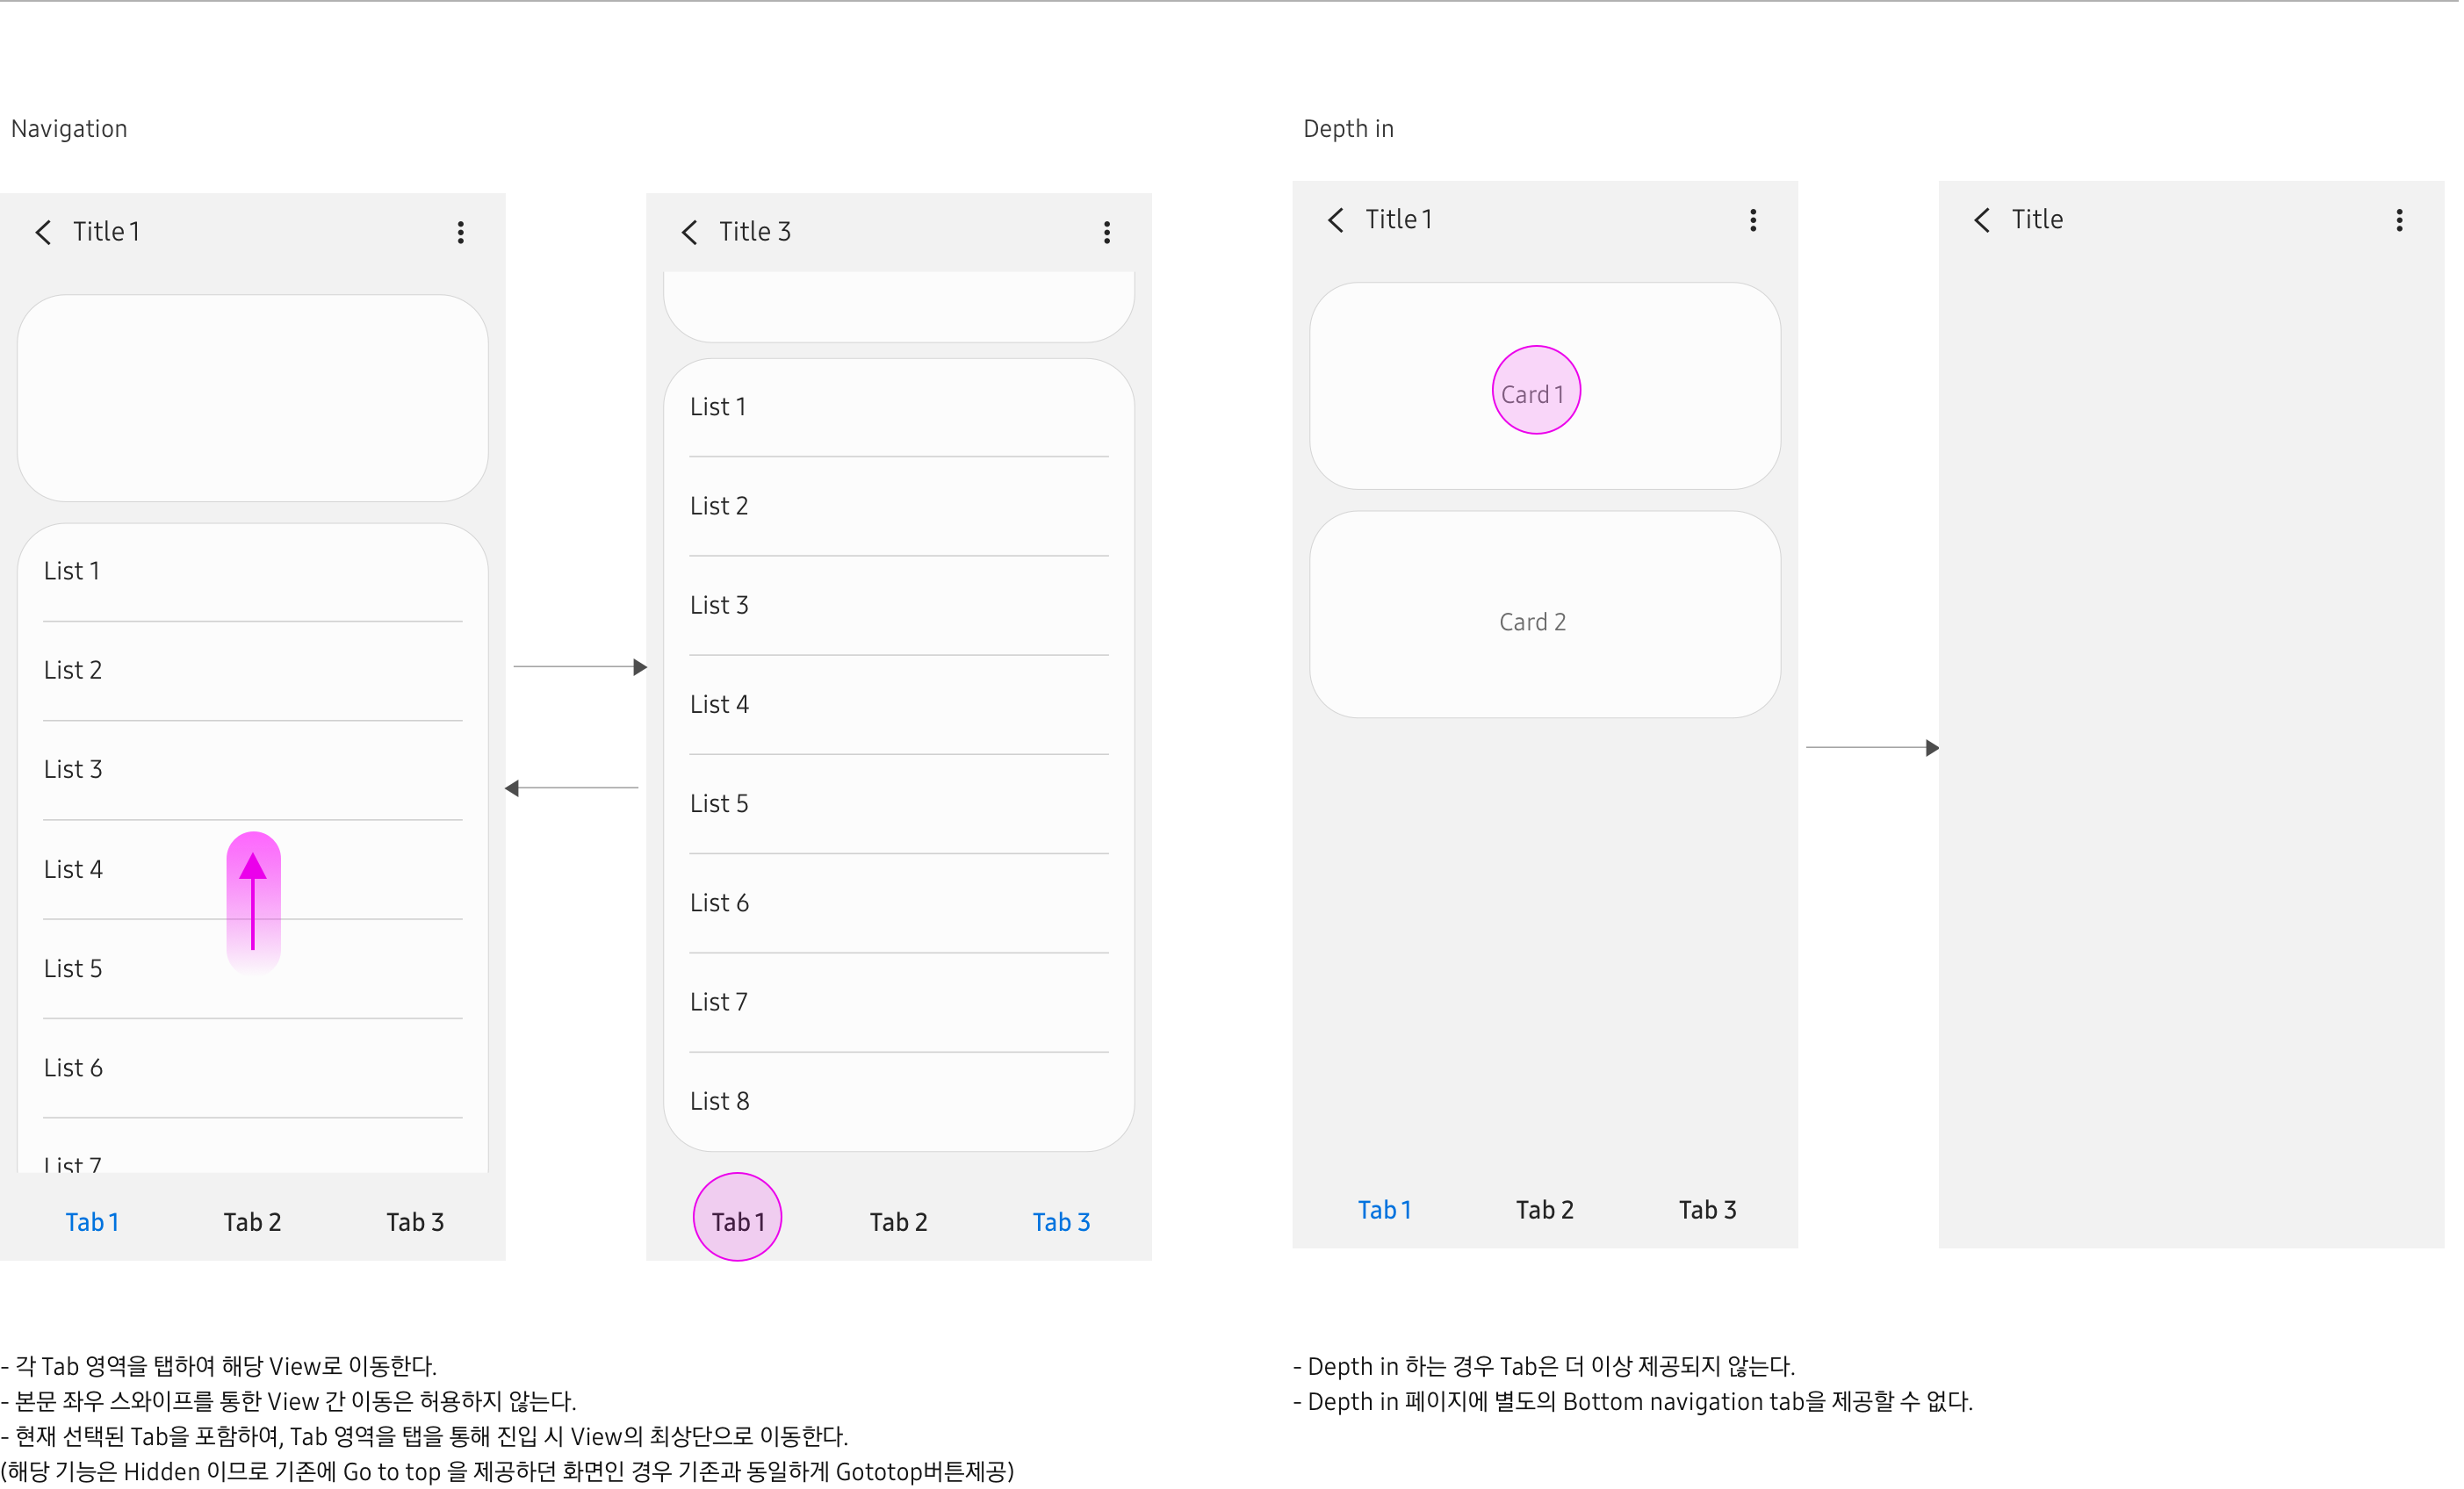 Navigation
Title 1
List 1
List 2
List 3
List 4
List 5
List 6
List 7
Tab 1 Tab 2 Tab 3
Title 3
List 1
List 2
List 3
List 4
List 5
List 6
List 7
List 8
Tab 1 Tab 2 Tab 3
- 각 Tab 영역을 탭하여 해당 View로 이동한다.
- 본문 좌우 스와이프를 통한 View 간 이동은 허용하지 않는다.
- 현재 선택된 Tab을 포함하여, Tab 영역을 탭을 통해 진입 시 View의 최상단으로 이동한다.
(해당 기능은 Hidden 이므로 기존에 Go to top 을 제공하던 화면인 경우 기존과 동일하게 Gototop버튼제공)
Depth in
Title 1
Card 1
Card 2
Tab 1 Tab 2 Tab 3
Title
- Depth in 하는 경우 Tab은 더 이상 제공되지 않는다.
- Depth in 페이지에 별도의 Bottom navigation tab을 제공할 수 없다.